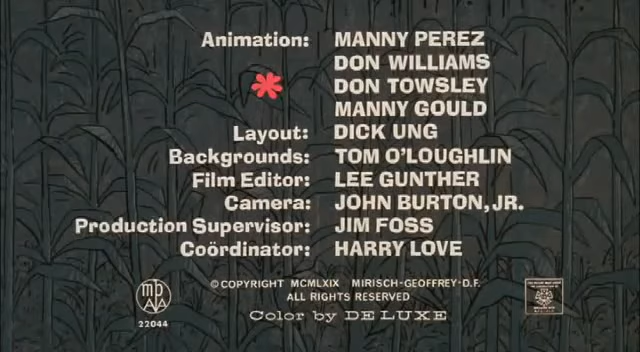 Animation: MANNY PEREZ
DON WILLIAMS
DON TOWSLEY
MANNY GOULD
Layout: DICK UNG
Backgrounds: TOM O'LOUGHLIN
Film Editor: LEE GUNTHER
Camera: JOHN BURTON, JR.
Production Supervisor: JIM FOSS
Coördinator: HARRY LOVE
© COPYRIGHT MCMLXIX MIRISCH-GEOFFREY-D.F.
ALL RIGHTS RESERVED
Color by DE LUXE
22044